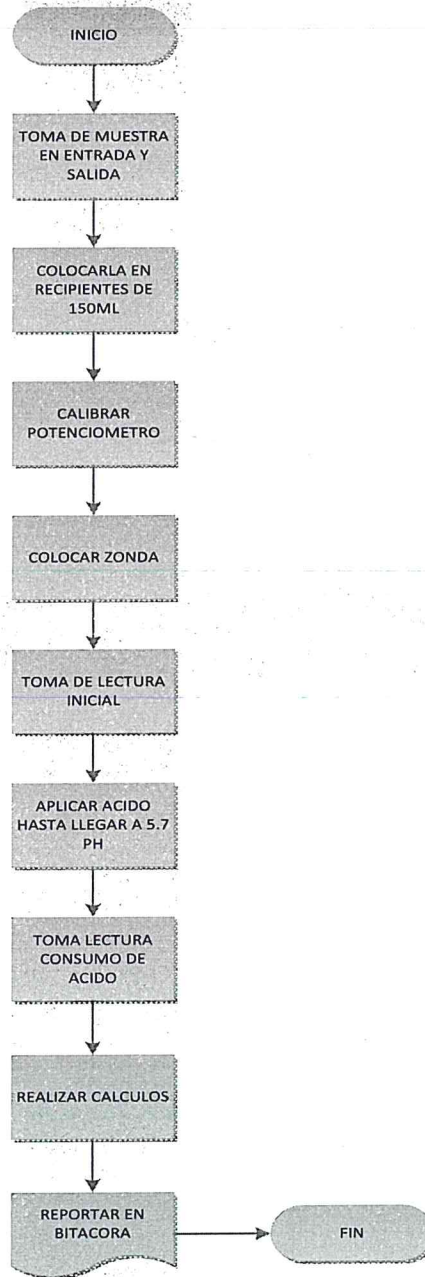 INICIO
TOMA DE MUESTRA
EN ENTRADA Y
SALIDA
COLOCARLA EN
RECIPIENTES DE
150ML
CALIBRAR
POTENCIOMETRO
COLOCAR ZONDA
TOMA DE LECTURA
INICIAL
APLICAR ACIDO
HASTA LLEGAR A 5.7
PH
TOMA LECTURA
CONSUMO DE
ACIDO
REALIZAR CALCULOS
REPORTAR EN
BITACORA
FIN